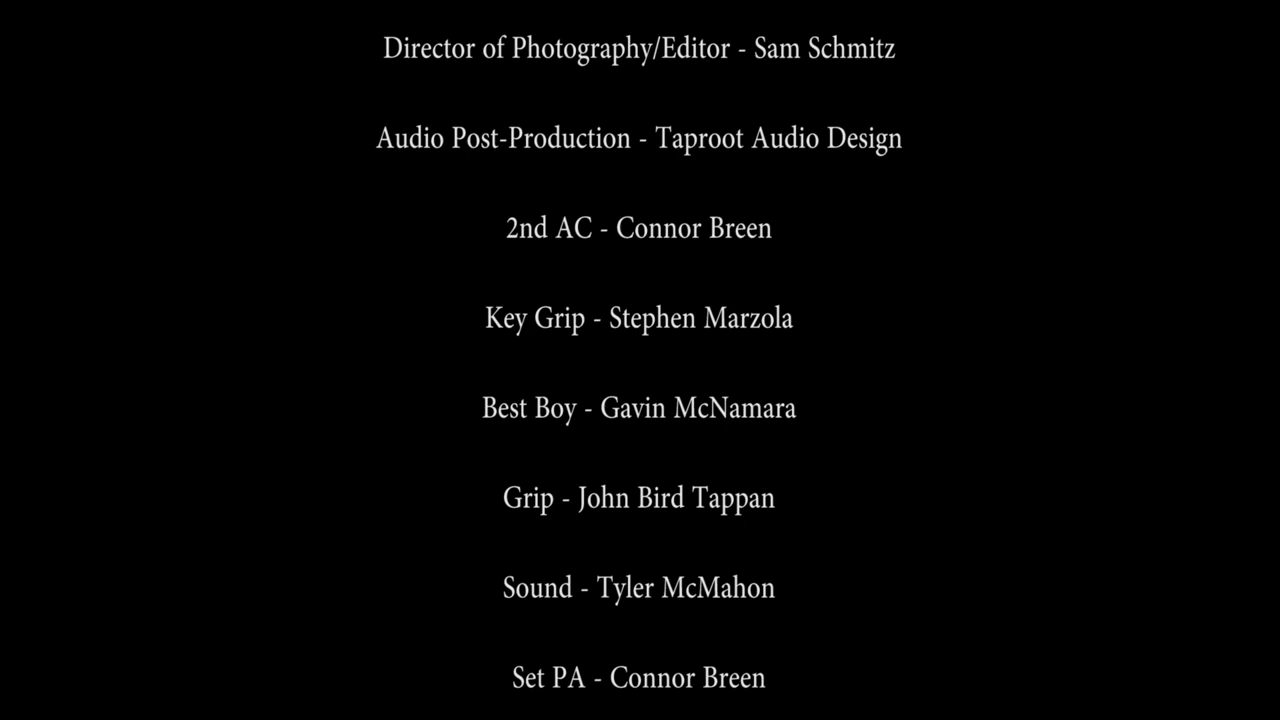 Director of Photography/Editor - Sam Schmitz
Audio Post-Production - Taproot Audio Design
2nd AC - Connor Breen
Key Grip - Stephen Marzola
Best Boy - Gavin McNamara
Grip - John Bird Tappan
Sound - Tyler McMahon
Set PA - Connor Breen